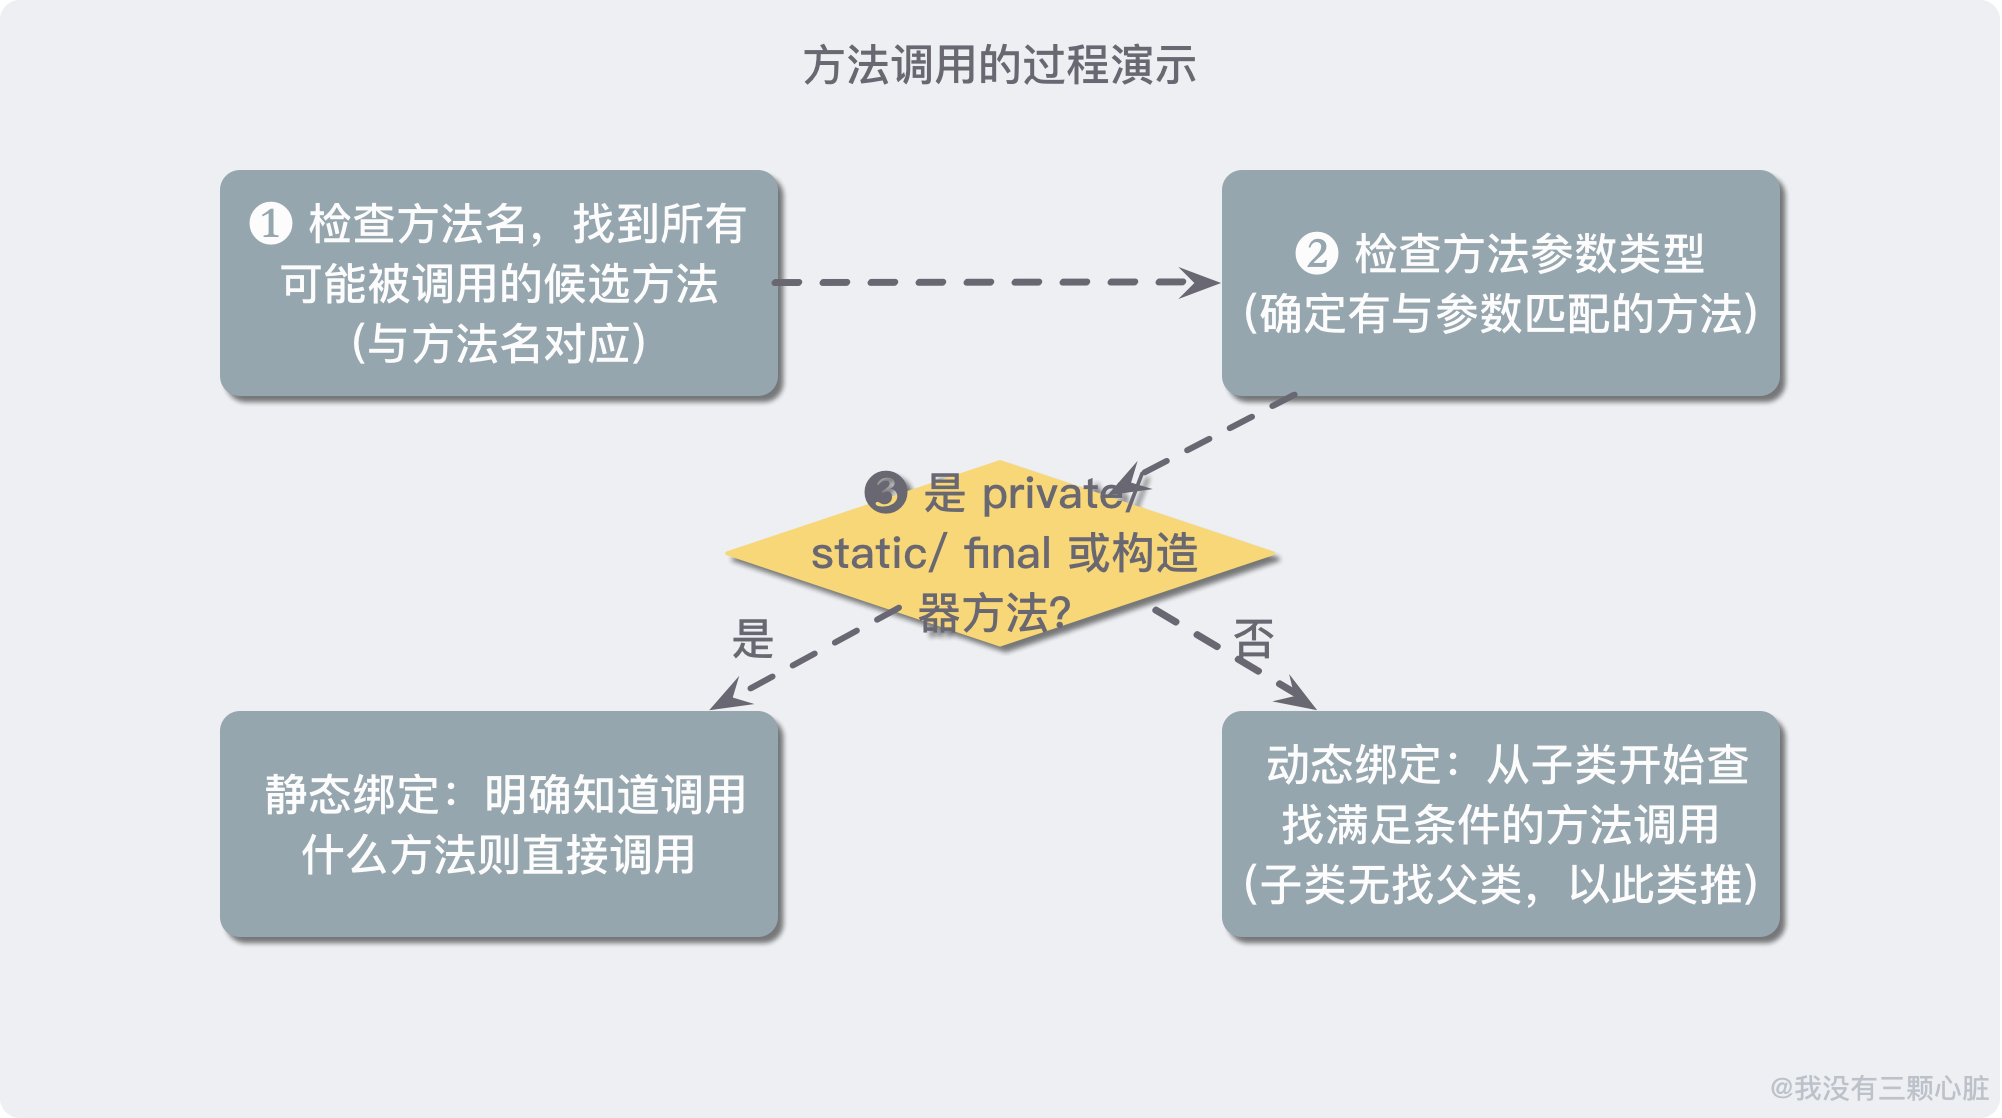 方法调用的过程演示
❶ 检查方法名，找到所有
可能被调用的候选方法
（与方法名对应）
❷ 检查方法参数类型
（确定有与参数匹配的方法）
❸ 是 private/
static/ final 或构造
器方法？
是
否
静态绑定：明确知道调用
什么方法则直接调用
动态绑定：从子类开始查
找满足条件的方法调用
（子类无找父类，以此类推）
@我没有三颗心脏